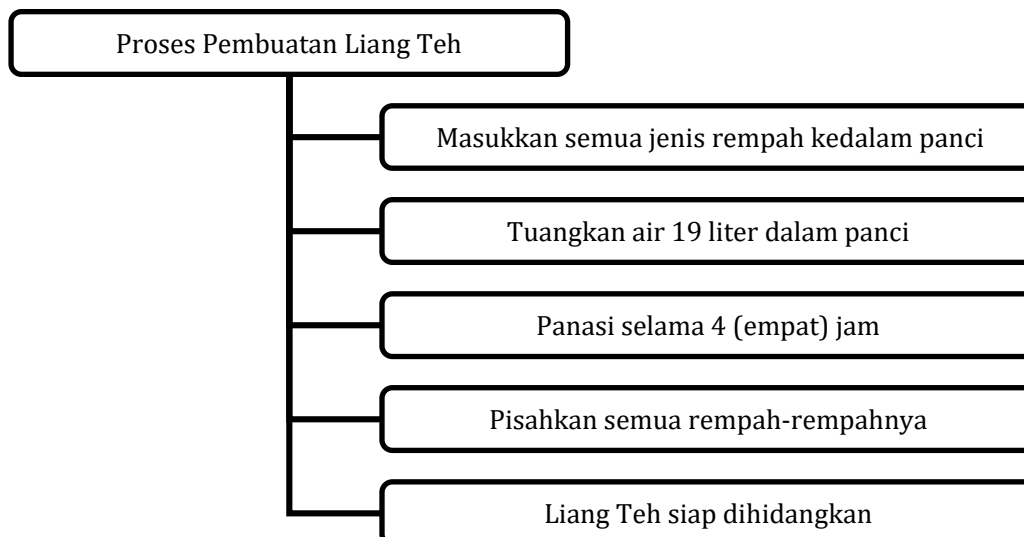 Proses Pembuatan Liang Teh
Masukkan semua jenis rempah kedalam panci
Tuangkan air 19 liter dalam panci
Panasi selama 4 (empat) jam
Pisahkan semua rempah-rempahnya
Liang Teh siap dihidangkan